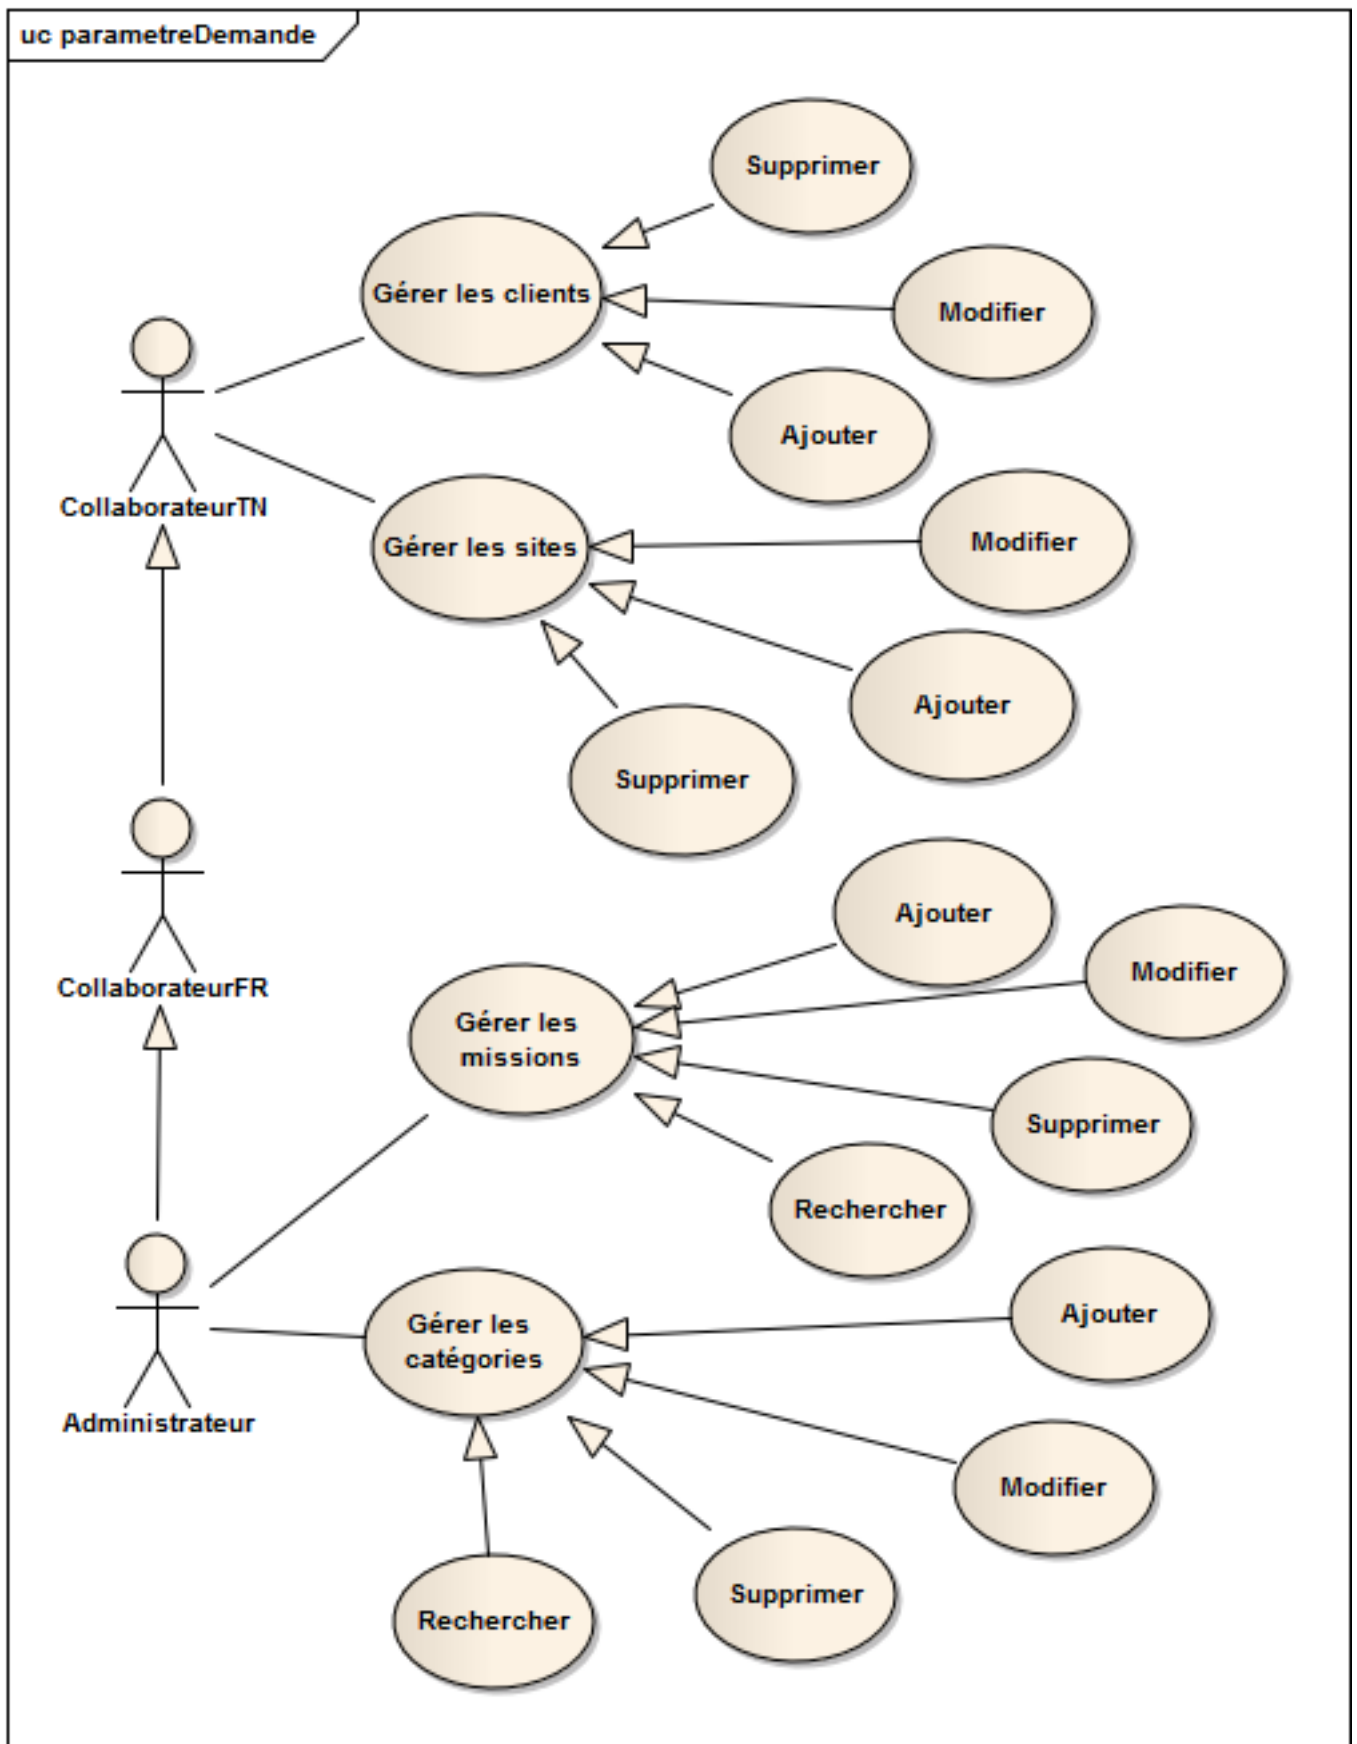 uc parametreDemande
Supprimer
Gérer les clients
Modifier
Ajouter
CollaborateurTN
Gérer les sites
Modifier
Ajouter
Supprimer
Ajouter
Modifier
CollaborateurFR
Gérer les
missions
Supprimer
Rechercher
Ajouter
Gérer les
catégories
Administrateur
Modifier
Supprimer
Rechercher